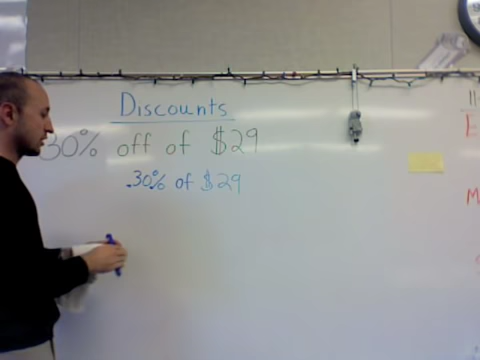 Discounts
30% off of $29
.30% of $29